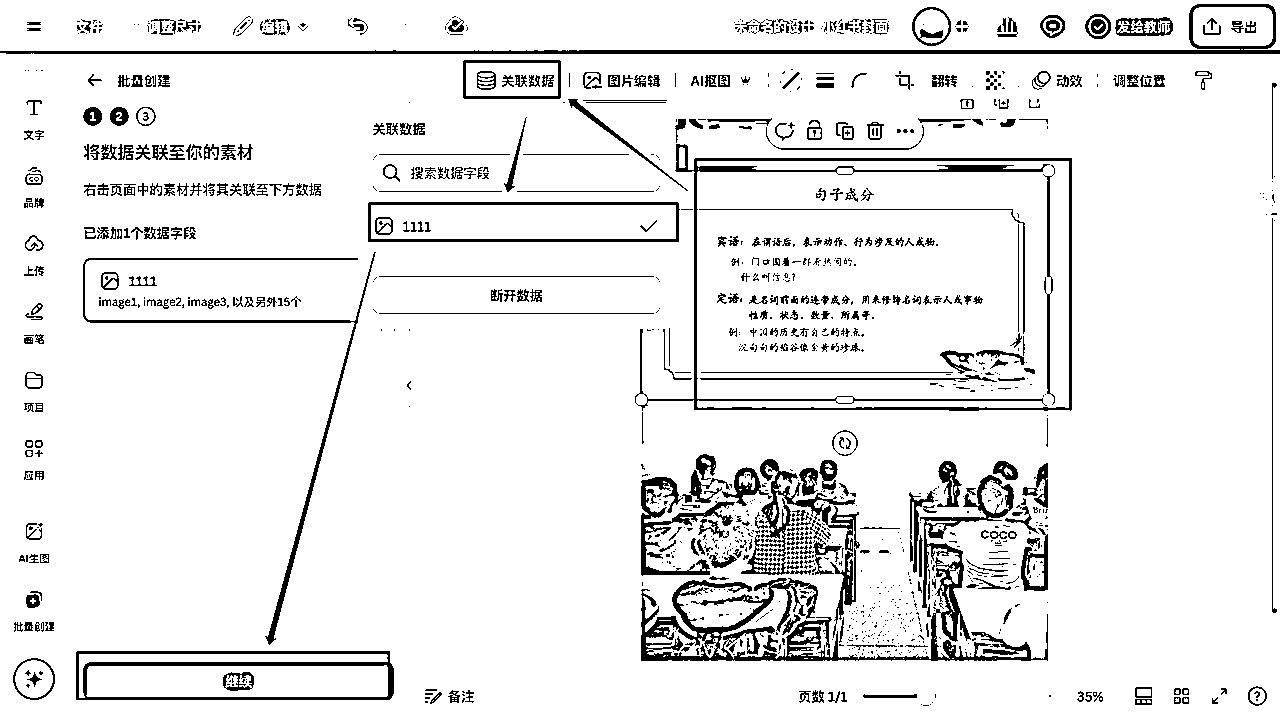 文件
调整尺寸
编辑
未命名的设计-小红书封面
发给教师
导出
批量创建
1 2 3
将数据关联至你的素材
右击页面中的素材并将其关联至下方数据
已添加1个数据字段
1111
image1, image2, image3, 以及另外15个
继续
文字
品牌
上传
画笔
项目
应用
AI生图
批量创建
关联数据
图片编辑
AI抠图
翻转
动效
调整位置
关联数据
搜索数据字段
1111
断开数据
句子成分
宾语：在谓语后，表示动作、行为涉及的人或物。
例：门口围着一群看热闹的。
什么叫信息？
定语：是名词前面的连带成分，用来修饰名词表示人或事物
性质、状态、数量、所属等。
例：中国的历史有自己的特点。
沉甸甸的稻谷像金黄的珍珠。
COCO
备注
页数 1/1
35%